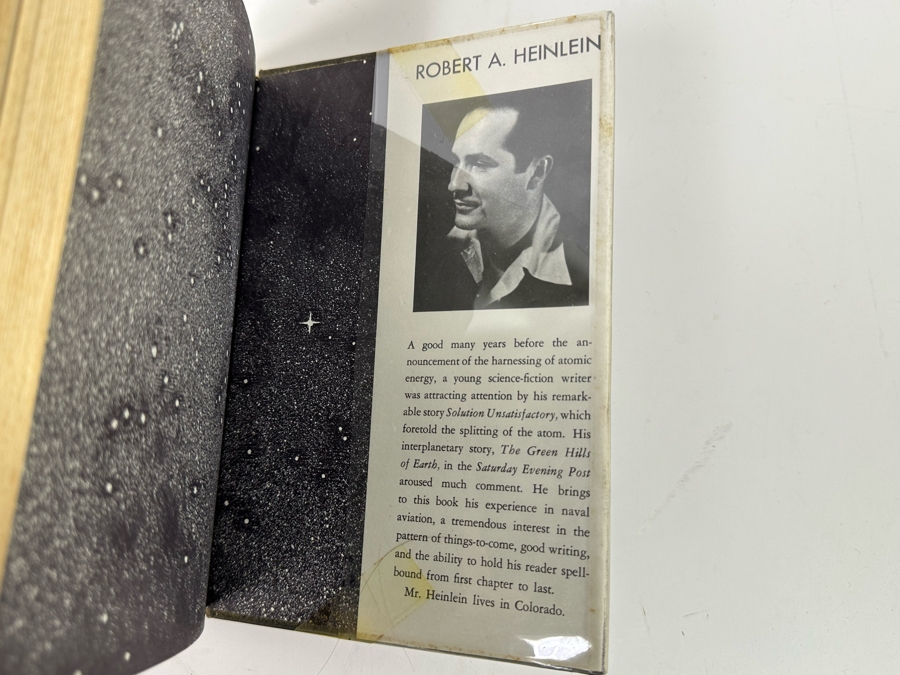 ROBERT A. HEINLEIN
A good many years before the an-
nouncement of the harnessing of atomic
energy, a young science-fiction writer
was attracting attention by his remark-
able story Solution Unsatisfactory, which
foretold the splitting of the atom. His
interplanetary story, The Green Hills
of Earth, in the Saturday Evening Post
aroused much comment. He brings
to this book his experience in naval
aviation, a tremendous interest in the
pattern of things-to-come, good writing,
and the ability to hold his reader spell-
bound from first chapter to last.
Mr. Heinlein lives in Colorado.